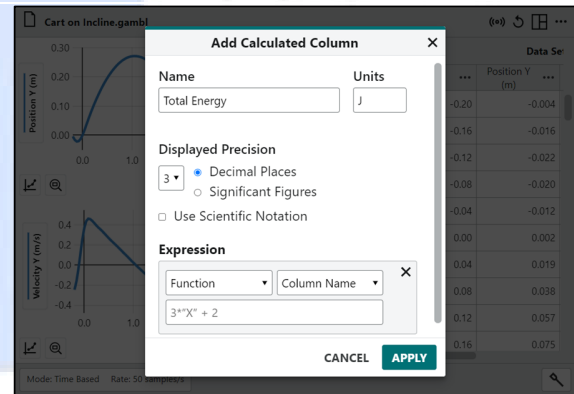 Cart on Incline.gambl
Data Se
Add Calculated Column
Name
Units
Total Energy
J
Displayed Precision
3
Decimal Places
Significant Figures
Use Scientific Notation
Expression
Function
Column Name
3*"X" + 2
CANCEL
APPLY
Position Y (m)
0.30
0.20
0.10
0.00
0.0
1.0
Velocity Y (m/s)
0.4
0.2
0.0
-0.2
-0.4
0.0
1.0
Position Y
(m)
-0.20 -0.004
-0.16 -0.016
-0.12 -0.022
-0.08 -0.020
-0.04 -0.012
0.00 0.002
0.04 0.019
0.08 0.038
0.12 0.057
0.16 0.075
Mode: Time Based Rate: 50 samples/s